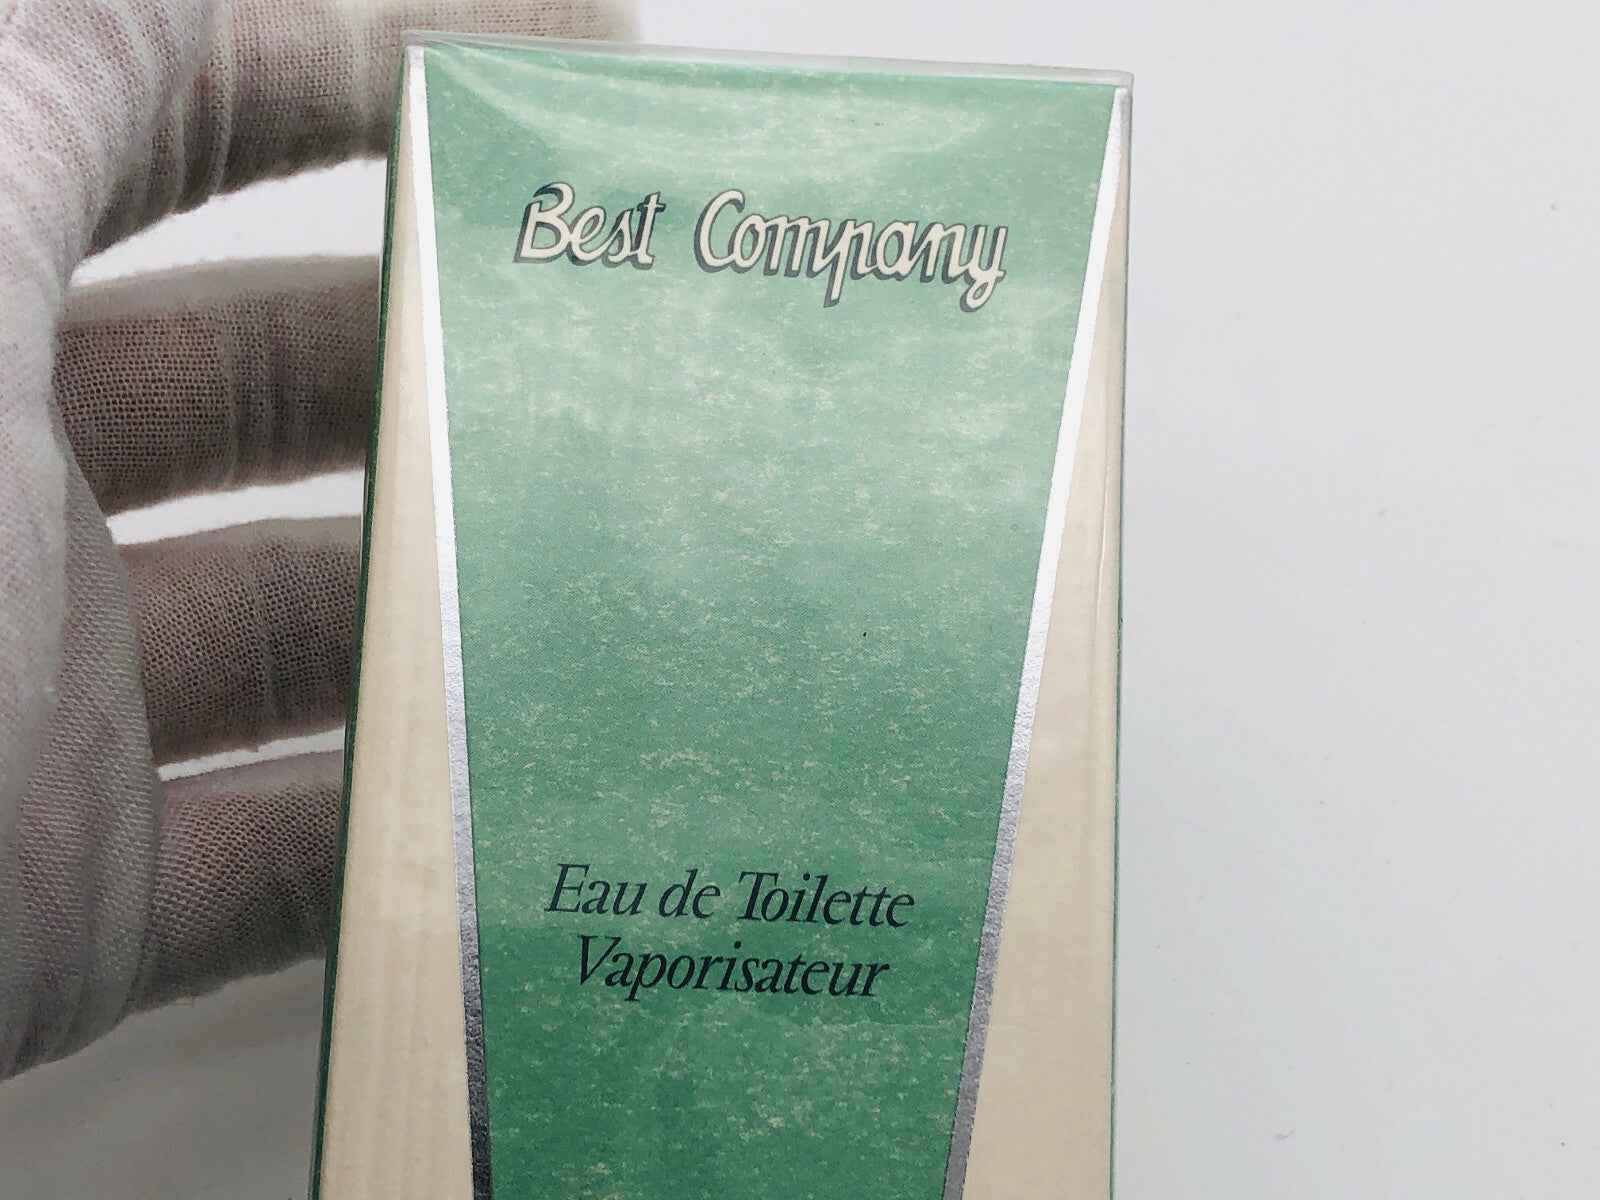 Best Company
Eau de Toilette
Vaporisateur